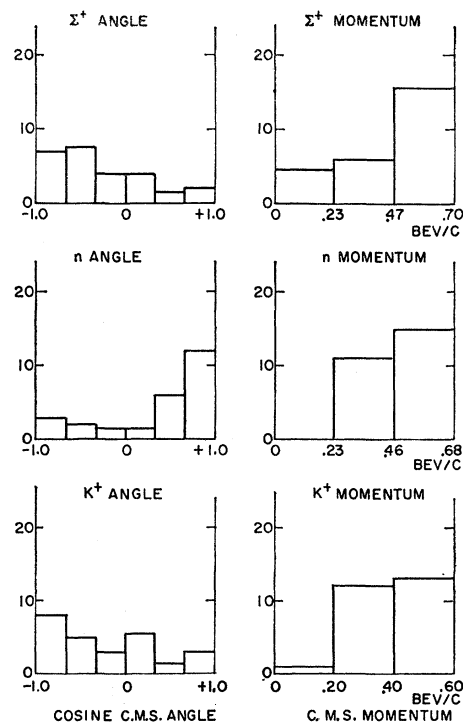 Σ⁺ ANGLE
Σ⁺ MOMENTUM
20
10
0
-1.0 0 +1.0
20
10
0
0 .23 .47 .70
BEV/C
n ANGLE
n MOMENTUM
20
10
0
-1.0 0 +1.0
20
10
0
0 .23 .46 .68
BEV/C
K⁺ ANGLE
K⁺ MOMENTUM
20
10
0
-1.0 0 +1.0
20
10
0
0 .20 .40 .60
BEV/C
COSINE C.M.S. ANGLE
C. M. S. MOMENTUM